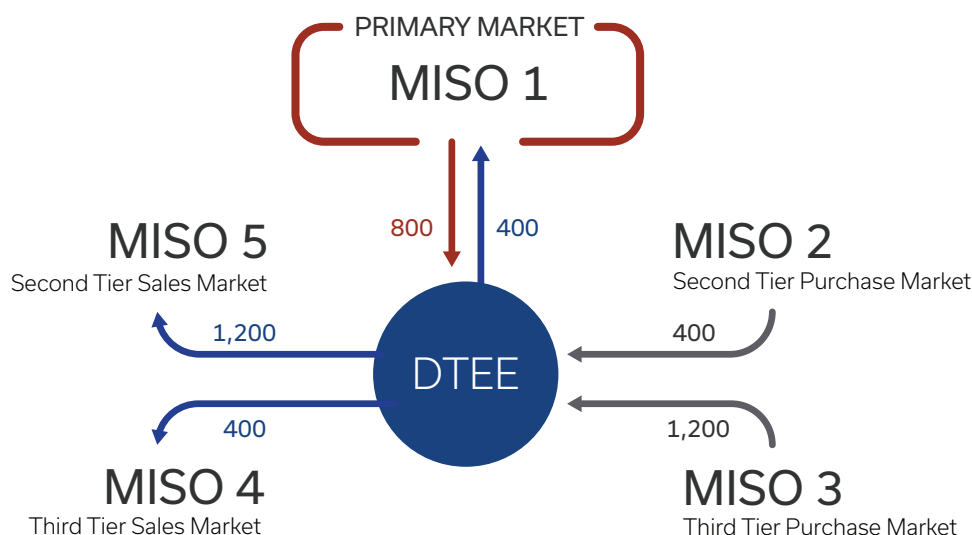 PRIMARY MARKET
MISO 1
800
400
MISO 5
Second Tier Sales Market
MISO 2
Second Tier Purchase Market
1,200
400
DTEE
400
1,200
MISO 4
Third Tier Sales Market
MISO 3
Third Tier Purchase Market